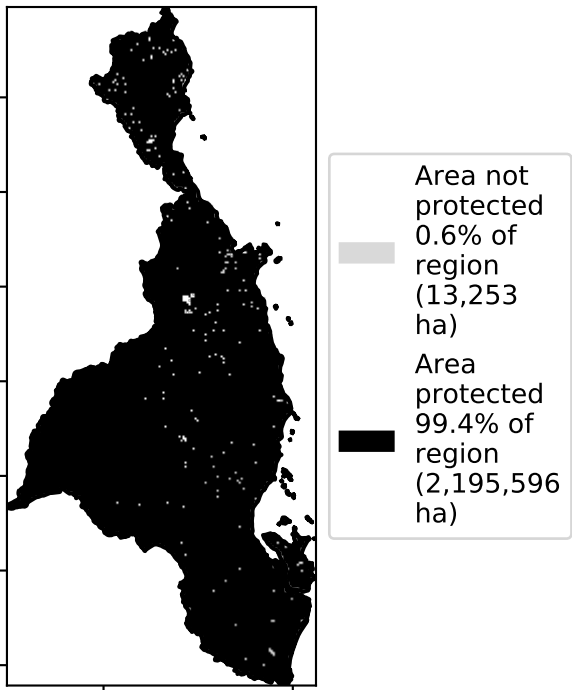 Area not
protected
0.6% of
region
(13,253
ha)
Area
protected
99.4% of
region
(2,195,596
ha)